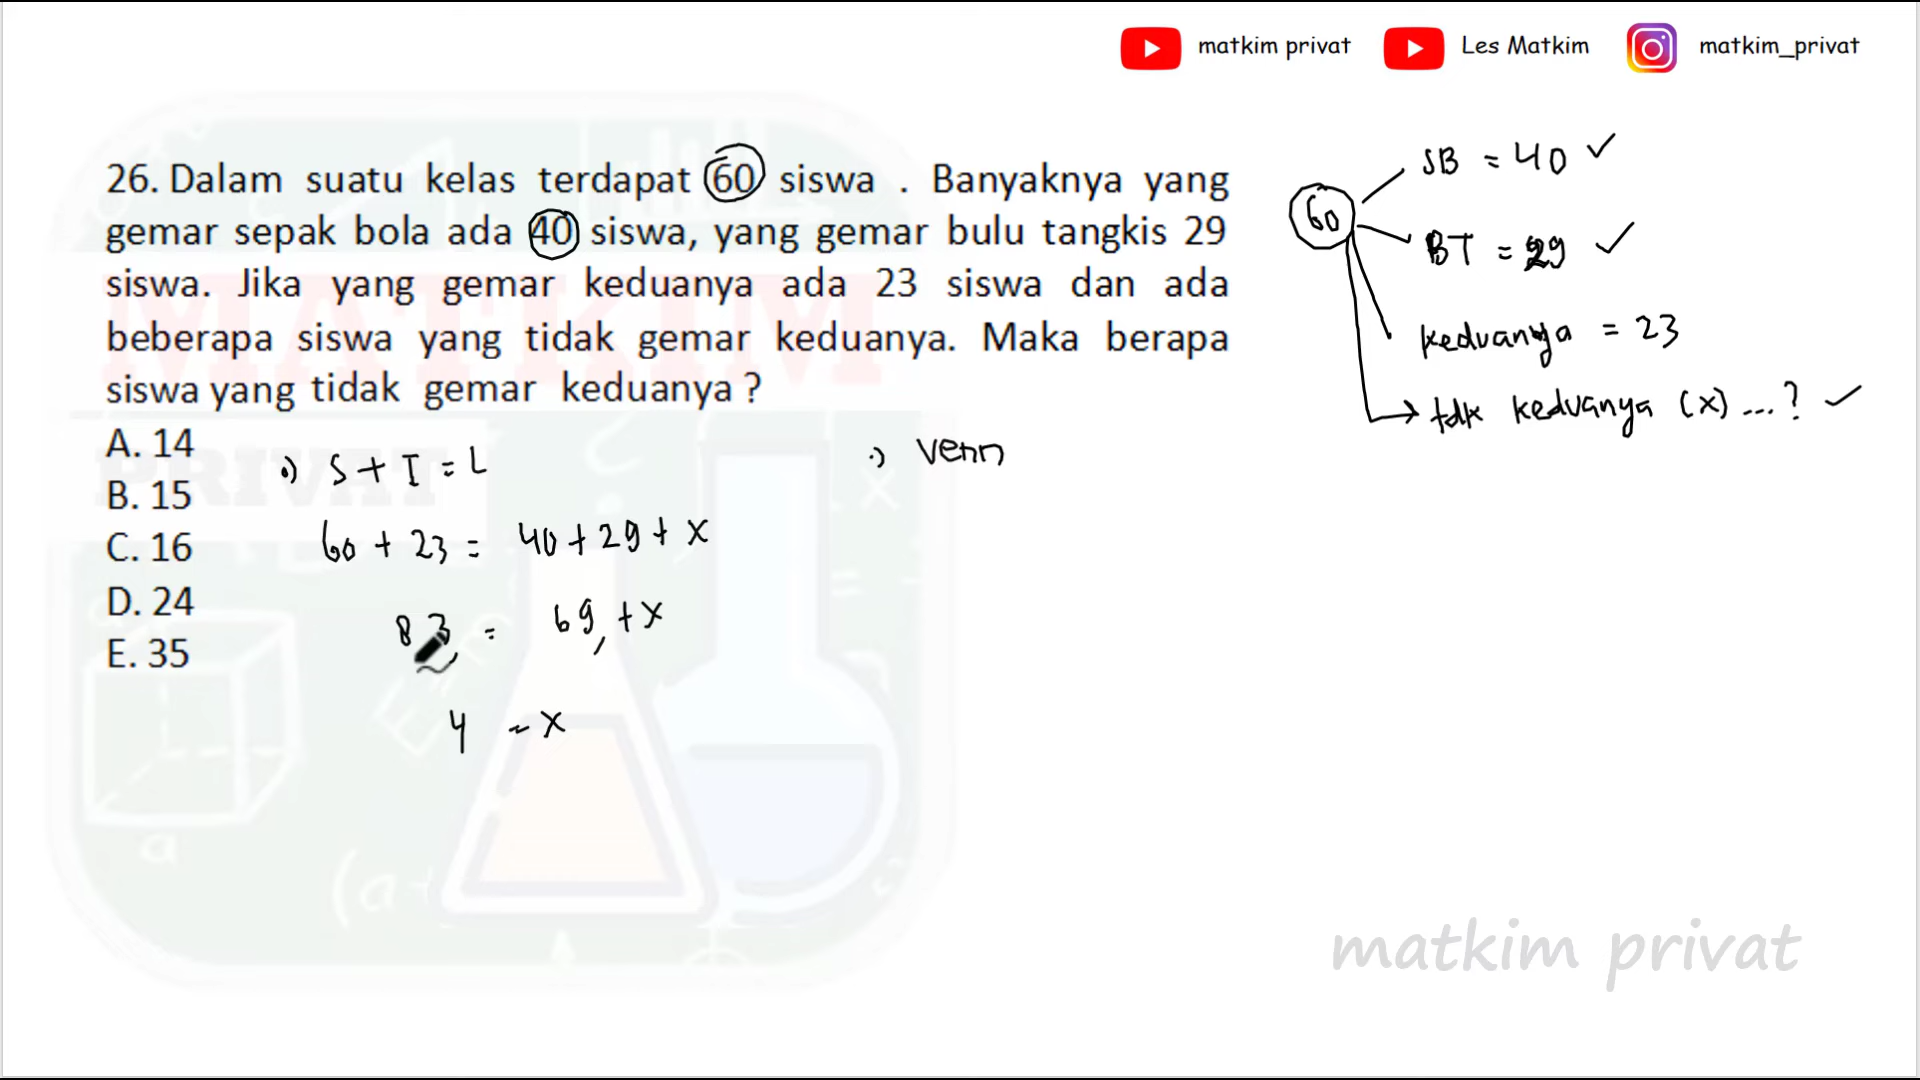 matkim privat Les Matkim matkim_privat
26. Dalam suatu kelas terdapat 60 siswa . Banyaknya yang
gemar sepak bola ada 40 siswa, yang gemar bulu tangkis 29
siswa. Jika yang gemar keduanya ada 23 siswa dan ada
beberapa siswa yang tidak gemar keduanya. Maka berapa
siswa yang tidak gemar keduanya ?
A. 14
B. 15
C. 16
D. 24
E. 35
60
SB = 40 ✓
BT = 29 ✓
keduanya = 23
→ tdk keduanya (x) ...? ✓
•) S + I = L
60 + 23 = 40 + 29 + x
83 = 69 + x
4 = x
•) Venn
MATKIM
PRIVAT
matkim privat